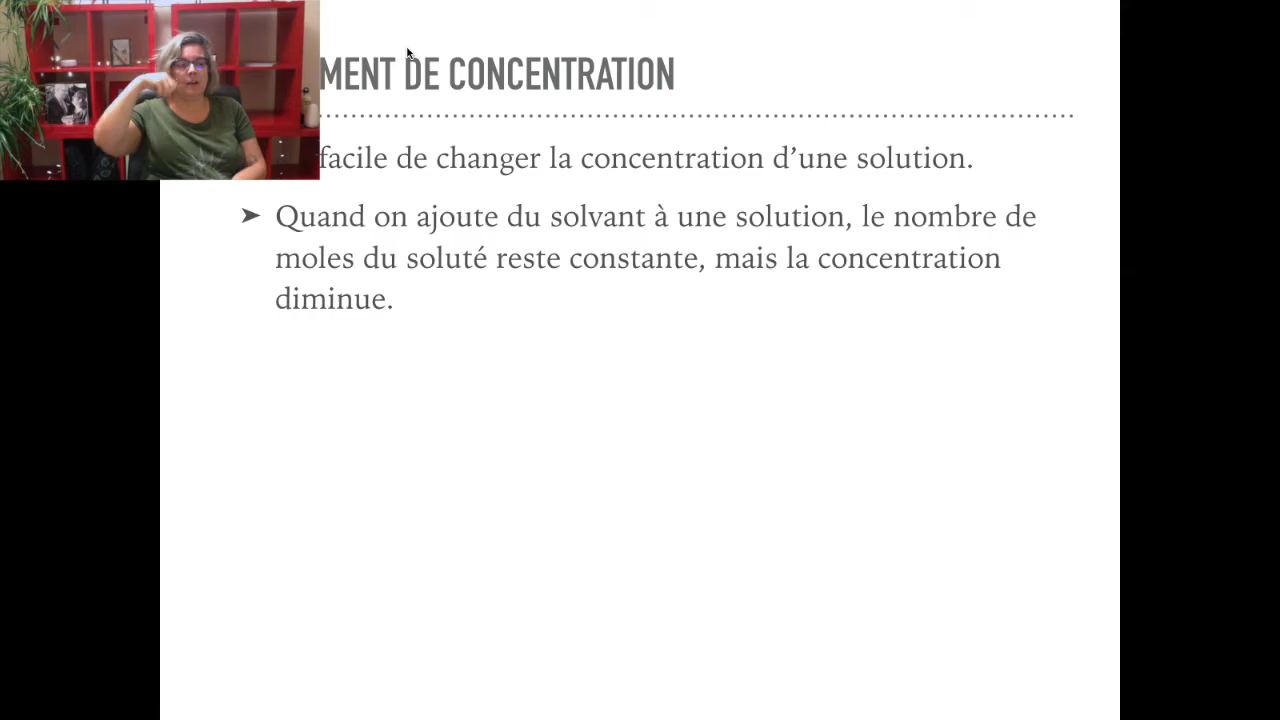 MENT DE CONCENTRATION
facile de changer la concentration d’une solution.
➤ Quand on ajoute du solvant à une solution, le nombre de
moles du soluté reste constante, mais la concentration
diminue.